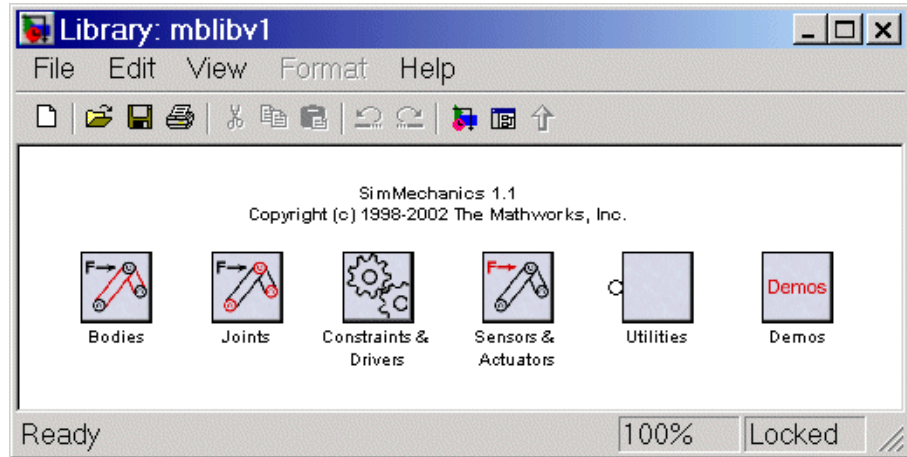 Library: mblibv1
File Edit View Format Help
SimMechanics 1.1
Copyright (c) 1998-2002 The Mathworks, Inc.
F F C F Demos
Bodies Joints Constraints & Drivers Sensors & Actuators Utilities Demos
Ready 100% Locked